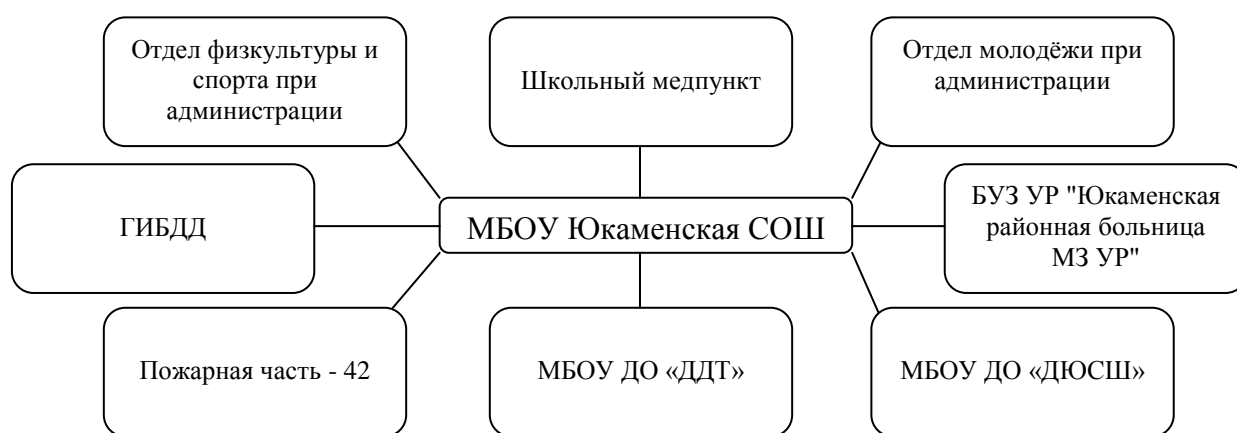 Отдел физкультуры и
спорта при
администрации
Школьный медпункт
Отдел молодёжи при
администрации
ГИБДД
МБОУ Юкаменская СОШ
БУЗ УР "Юкаменская
районная больница
МЗ УР"
Пожарная часть - 42
МБОУ ДО «ДДТ»
МБОУ ДО «ДЮСШ»